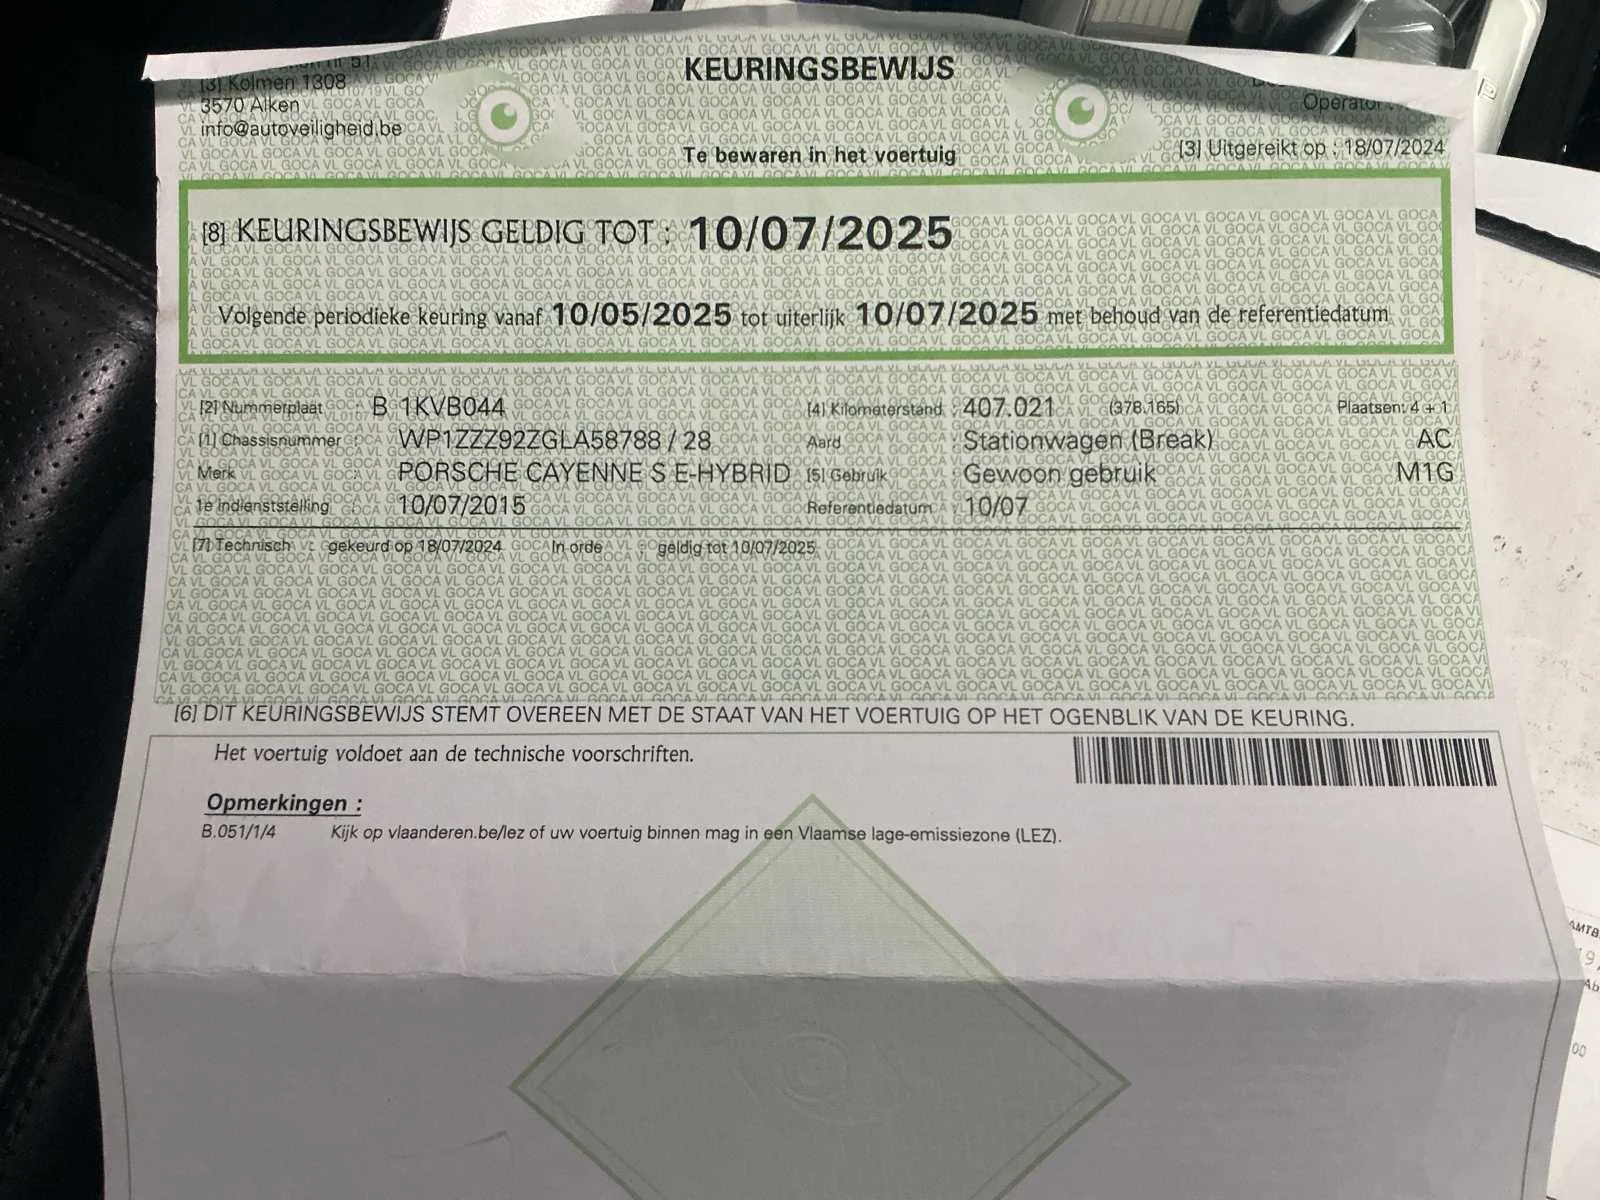 KEURINGSBEWIJS
[3] Kolmen 1308
3570 Alken
info@autoveiligheid.be
Operator
Te bewaren in het voertuig
[3] Uitgereikt op : 18/07/2024
[8] KEURINGSBEWIJS GELDIG TOT : 10/07/2025
Volgende periodieke keuring vanaf 10/05/2025 tot uiterlijk 10/07/2025 met behoud van de referentiedatum
[2] Nummerplaat : B 1KVB044 [4] Kilometerstand : 407.021 (378.165) Plaatsen: 4 + 1
[1] Chassisnummer : WP1ZZZ92ZGLA58788 / 28 Aard : Stationwagen (Break) AC
Merk : PORSCHE CAYENNE S E-HYBRID [5] Gebruik : Gewoon gebruik M1G
1e Indienststelling : 10/07/2015 Referentiedatum : 10/07
[7] Technisch : gekeurd op 18/07/2024 In orde : geldig tot 10/07/2025
[6] DIT KEURINGSBEWIJS STEMT OVEREEN MET DE STAAT VAN HET VOERTUIG OP HET OGENBLIK VAN DE KEURING.
Het voertuig voldoet aan de technische voorschriften.
Opmerkingen :
B.051/1/4 Kijk op vlaanderen.be/lez of uw voertuig binnen mag in een Vlaamse lage-emissiezone (LEZ).